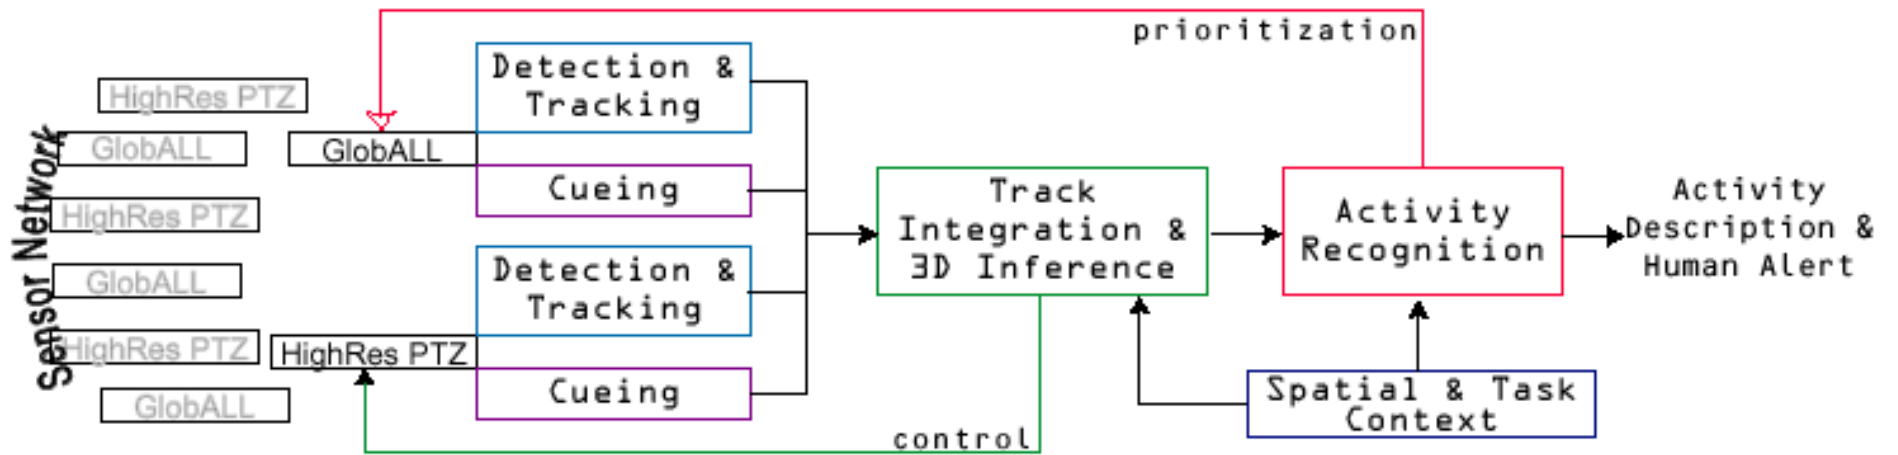 Sensor Network
HighRes PTZ
GlobALL
HighRes PTZ
GlobALL
HighRes PTZ
GlobALL
GlobALL
HighRes PTZ
Detection &
Tracking
Cueing
Detection &
Tracking
Cueing
prioritization
control
Track
Integration &
3D Inference
Activity
Recognition
Spatial & Task
Context
Activity
Description &
Human Alert